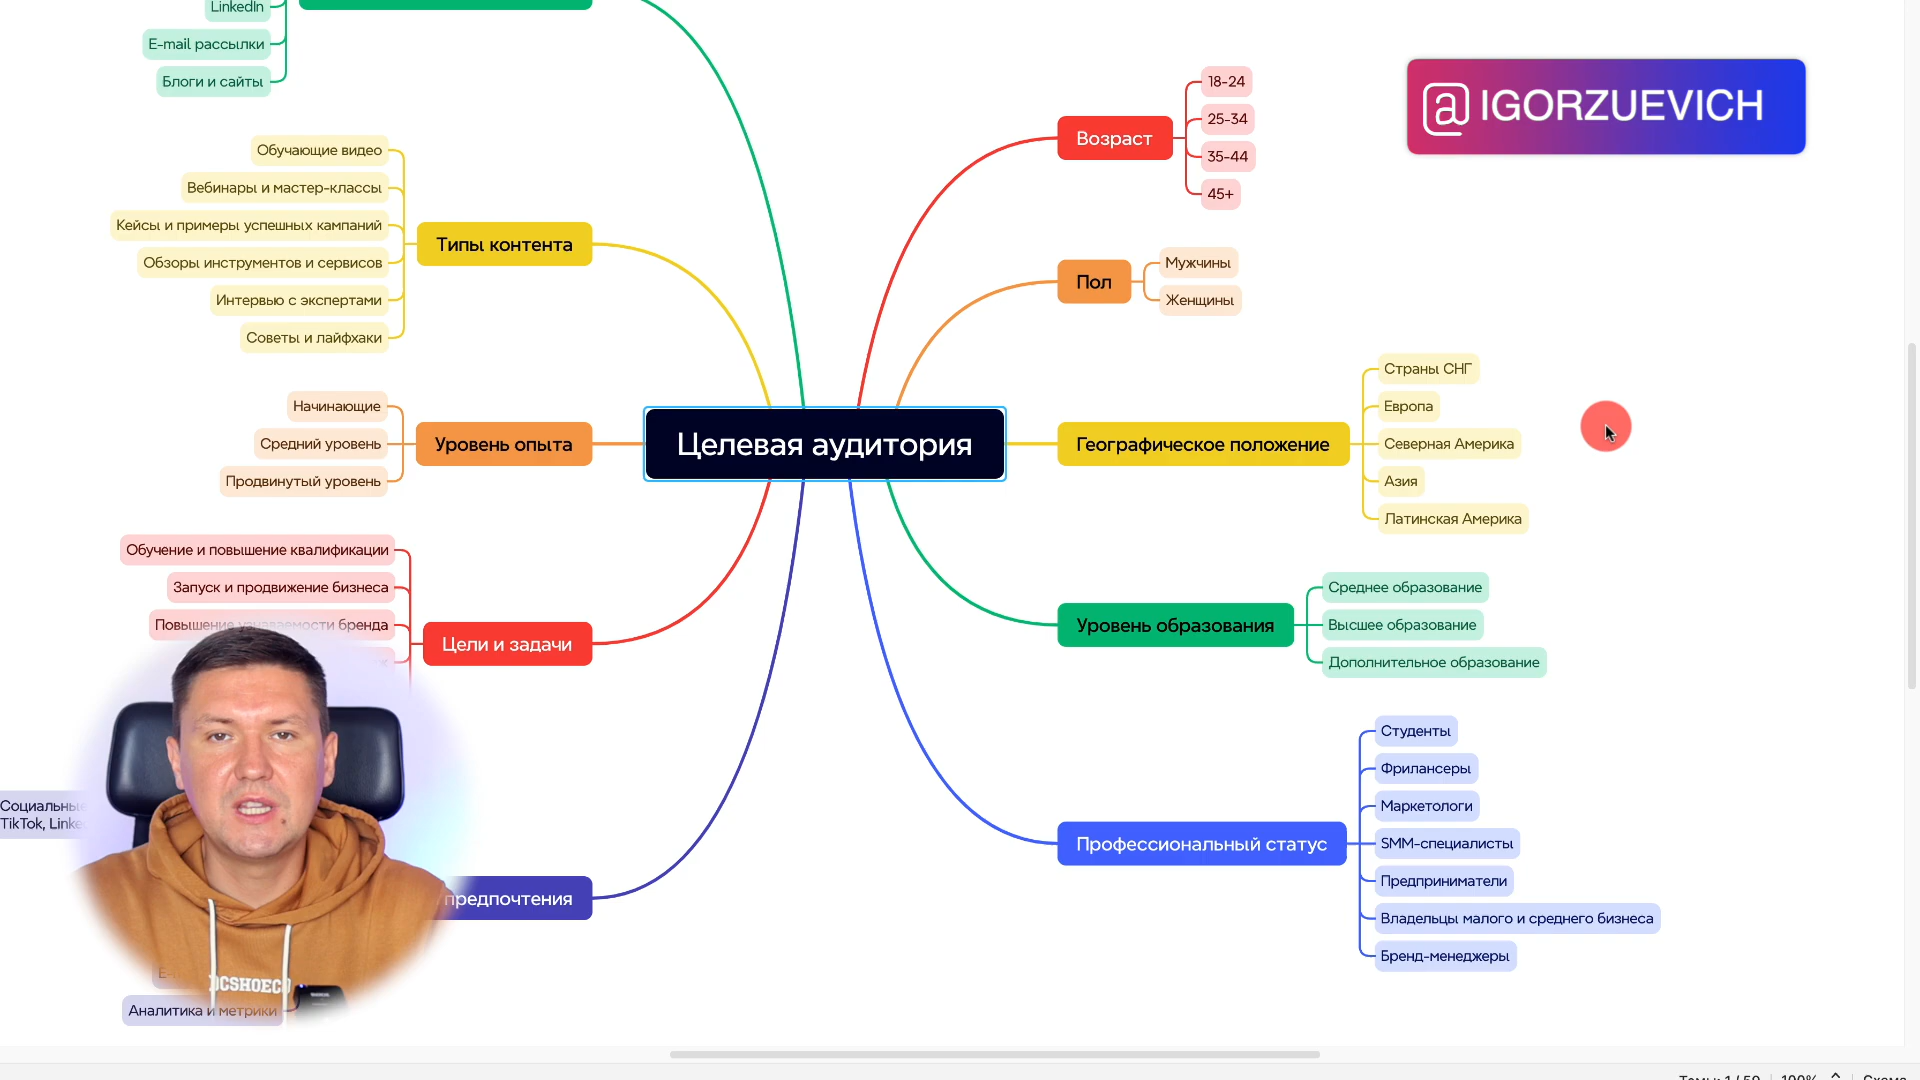 LinkedIn
E-mail рассылки
Блоги и сайты
Обучающие видео
Вебинары и мастер-классы
Кейсы и примеры успешных кампаний
Обзоры инструментов и сервисов
Интервью с экспертами
Советы и лайфхаки
Типы контента
Начинающие
Средний уровень
Продвинутый уровень
Уровень опыта
Обучение и повышение квалификации
Запуск и продвижение бизнеса
Повышение узнаваемости бренда
Цели и задачи
Социальные
TikTok,
предпочтения
Аналитика и метрики
DCSHOECO
Целевая аудитория
Возраст
18-24
25-34
35-44
45+
Пол
Мужчины
Женщины
Географическое положение
Страны СНГ
Европа
Северная Америка
Азия
Латинская Америка
Уровень образования
Среднее образование
Высшее образование
Дополнительное образование
Профессиональный статус
Студенты
Фрилансеры
Маркетологи
SMM-специалисты
Предприниматели
Владельцы малого и среднего бизнеса
Бренд-менеджеры
@IGORZUEVICH